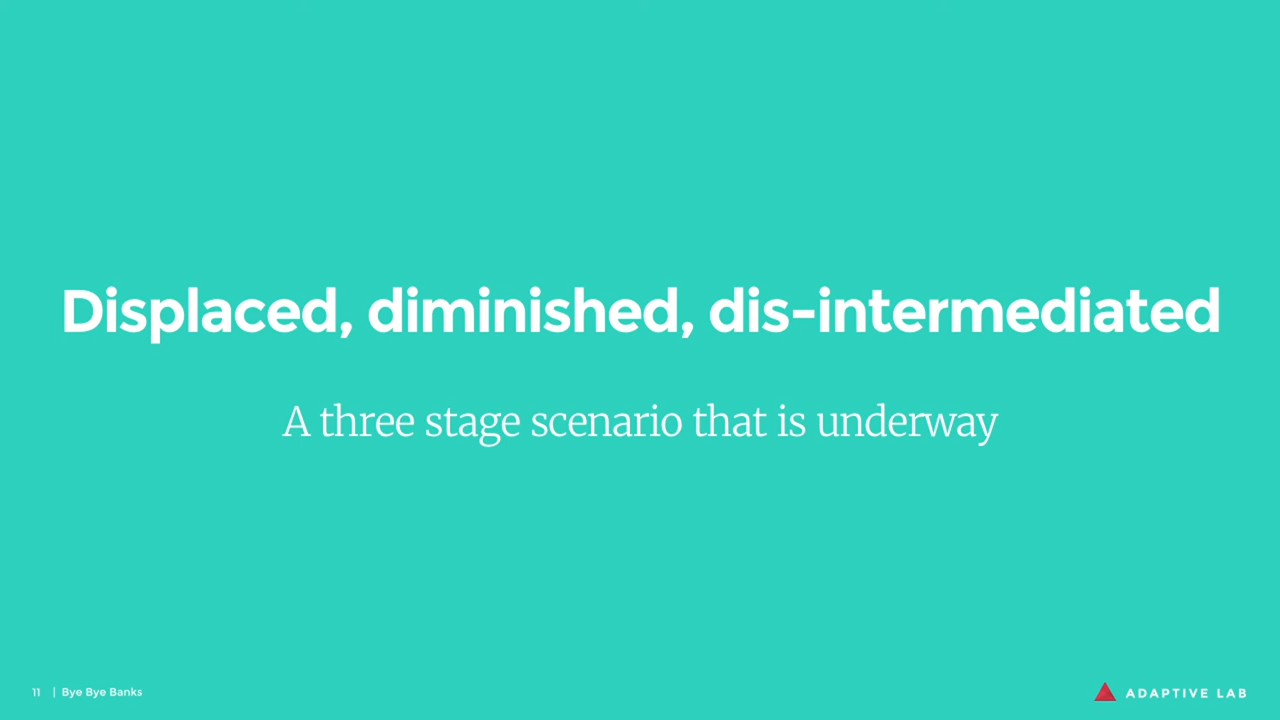 Displaced, diminished, dis-intermediated
A three stage scenario that is underway
11 | Bye Bye Banks
ADAPTIVE LAB